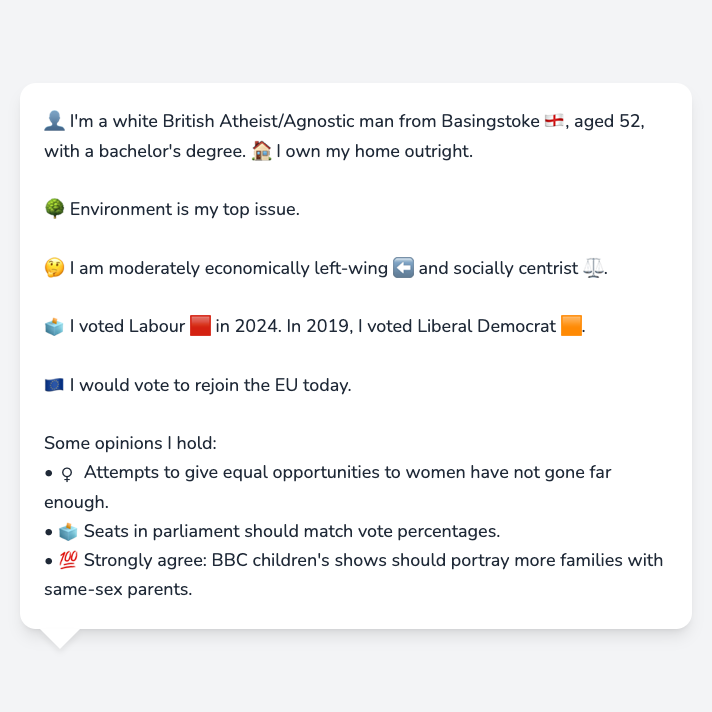 👤 I'm a white British Atheist/Agnostic man from Basingstoke 🏴󠁧󠁢󠁥󠁮󠁧󠁿, aged 52,
with a bachelor's degree. 🏠 I own my home outright.
🌳 Environment is my top issue.
🤔 I am moderately economically left-wing ⬅️ and socially centrist ⚖️.
🗳️ I voted Labour 🟥 in 2024. In 2019, I voted Liberal Democrat 🟧.
🇪🇺 I would vote to rejoin the EU today.
Some opinions I hold:
• ♀ Attempts to give equal opportunities to women have not gone far
enough.
• 🗳️ Seats in parliament should match vote percentages.
• 💯 Strongly agree: BBC children's shows should portray more families with
same-sex parents.